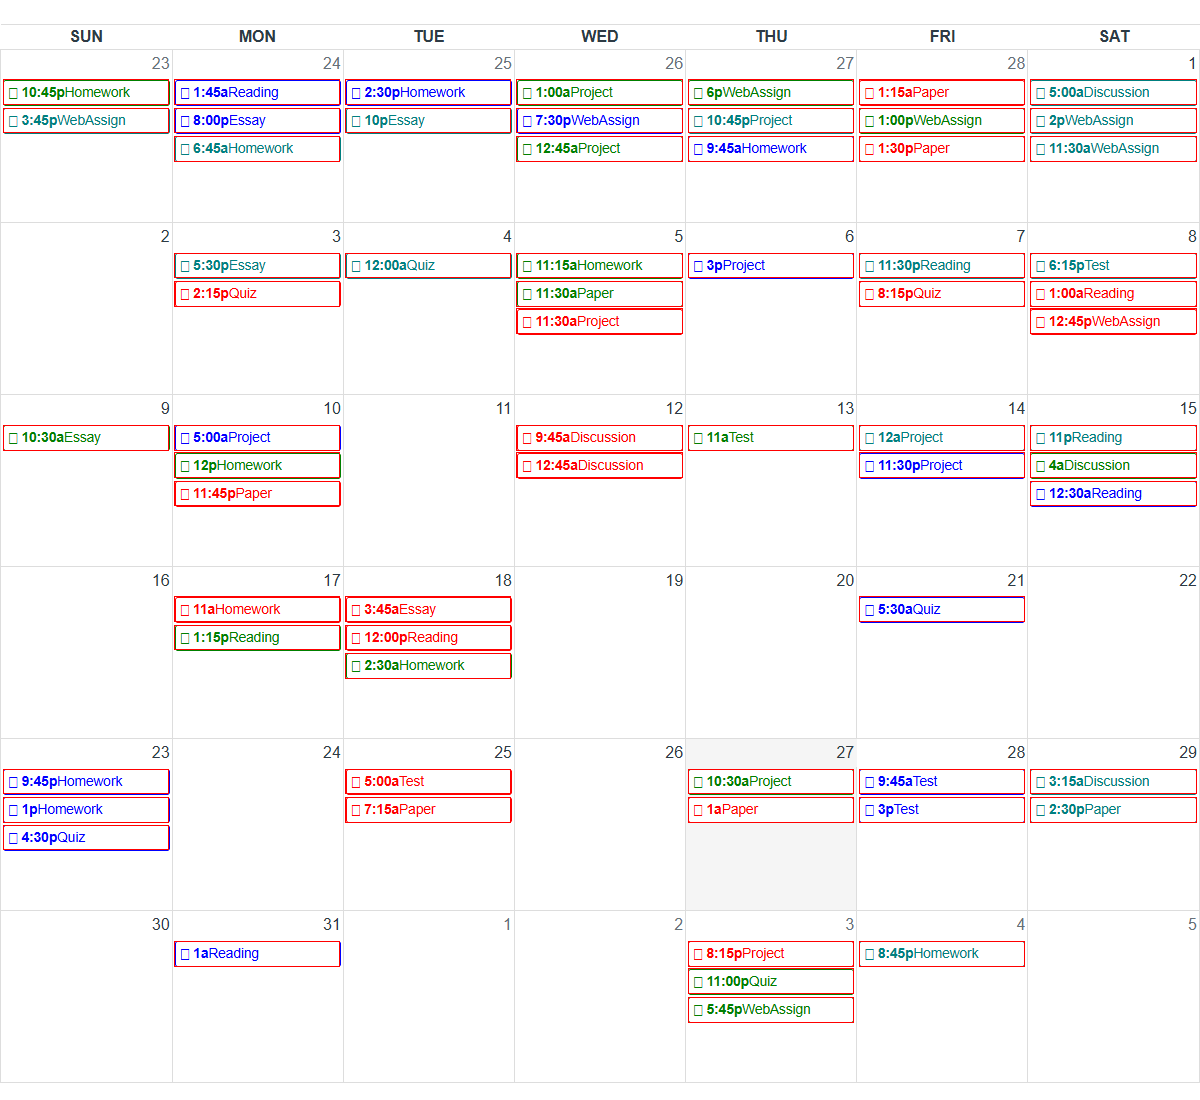 SUN MON TUE WED THU FRI SAT
23 24 25 26 27 28 1
10:45pHomework 1:45aReading 2:30pHomework 1:00aProject 6pWebAssign 1:15aPaper 5:00aDiscussion
3:45pWebAssign 8:00pEssay 10pEssay 7:30pWebAssign 10:45pProject 1:00pWebAssign 2pWebAssign
6:45aHomework 12:45aProject 9:45aHomework 1:30pPaper 11:30aWebAssign
2 3 4 5 6 7 8
5:30pEssay 12:00aQuiz 11:15aHomework 3pProject 11:30pReading 6:15pTest
2:15pQuiz 11:30aPaper 8:15pQuiz 1:00aReading
11:30aProject 12:45pWebAssign
9 10 11 12 13 14 15
10:30aEssay 5:00aProject 9:45aDiscussion 11aTest 12aProject 11pReading
12pHomework 12:45aDiscussion 11:30pProject 4aDiscussion
11:45pPaper 12:30aReading
16 17 18 19 20 21 22
11aHomework 3:45aEssay 5:30aQuiz
1:15pReading 12:00pReading
2:30aHomework
23 24 25 26 27 28 29
9:45pHomework 5:00aTest 10:30aProject 9:45aTest 3:15aDiscussion
1pHomework 7:15aPaper 1aPaper 3pTest 2:30pPaper
4:30pQuiz
30 31 1 2 3 4 5
1aReading 8:15pProject 8:45pHomework
11:00pQuiz
5:45pWebAssign